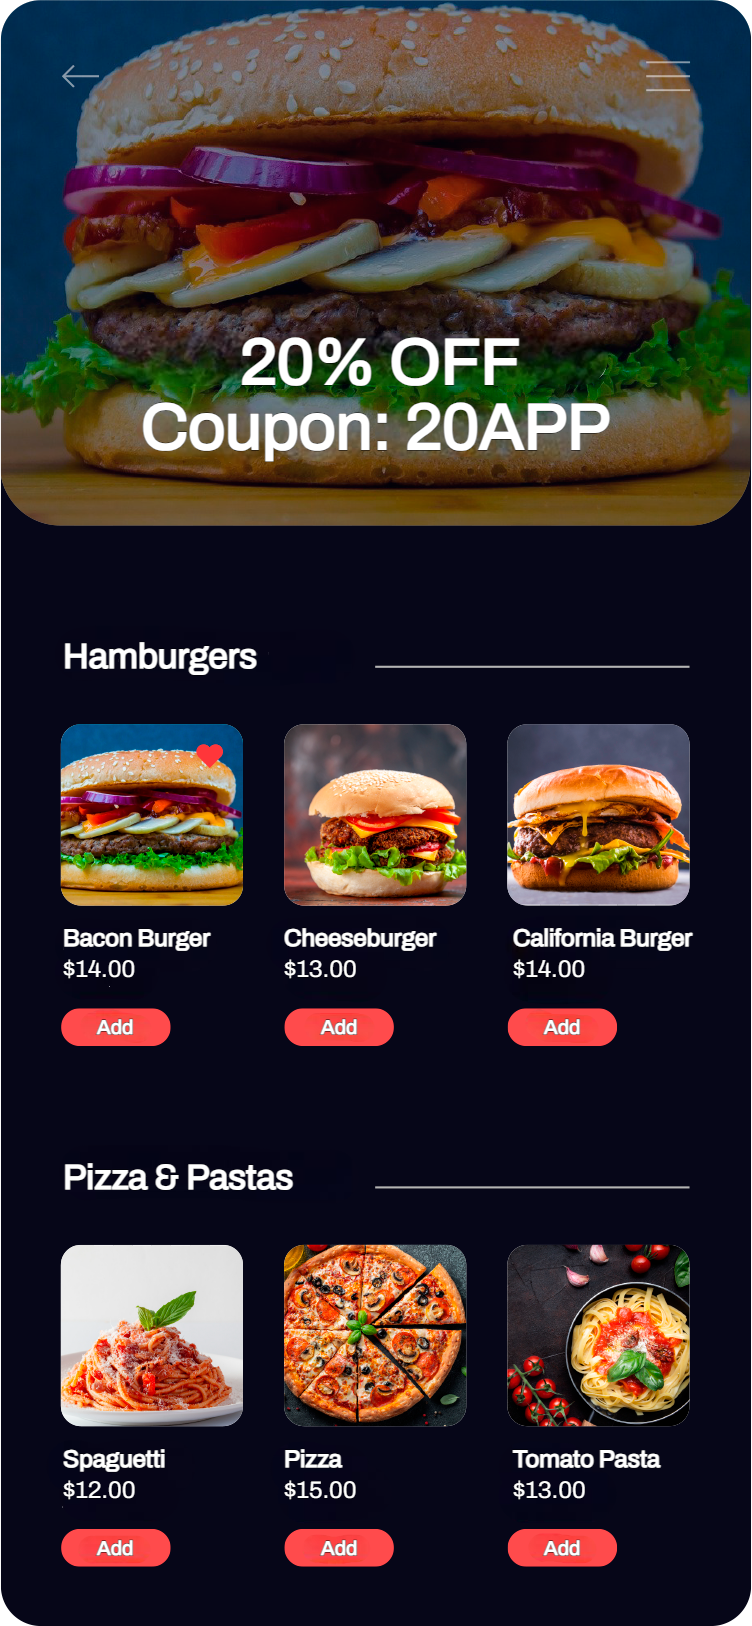 20% OFF
Coupon: 20APP
Hamburgers
Bacon Burger
$14.00
Add
Cheeseburger
$13.00
Add
California Burger
$14.00
Add
Pizza & Pastas
Spaguetti
$12.00
Add
Pizza
$15.00
Add
Tomato Pasta
$13.00
Add